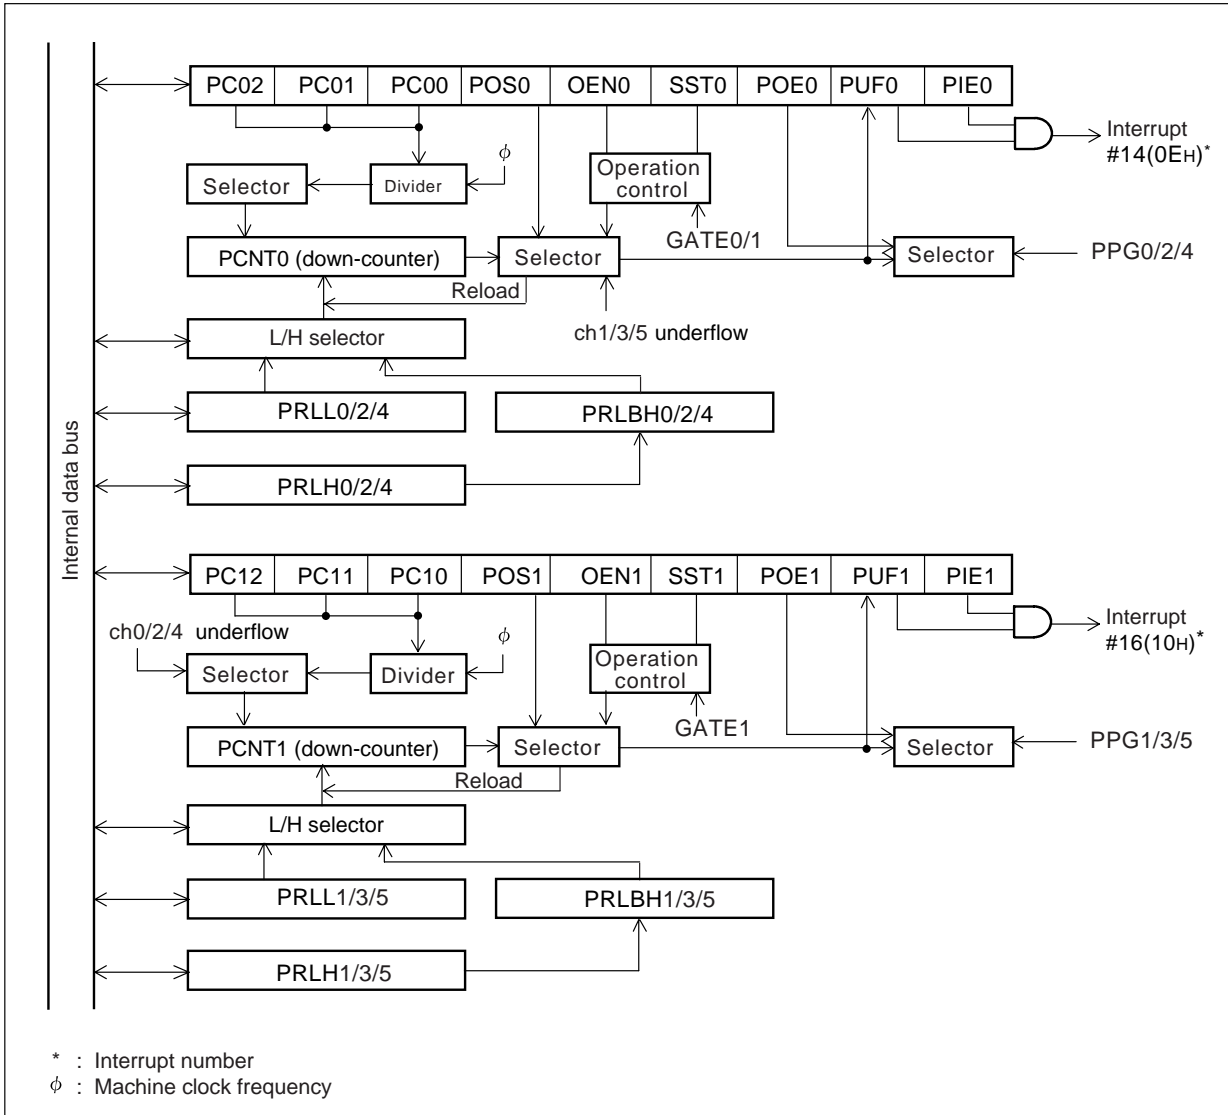 PC02 PC01 PC00 POS0 OEN0 SST0 POE0 PUF0 PIE0
Interrupt
#14(0EH)*
ϕ
Selector
Divider
Operation
control
GATE0/1
PCNT0 (down-counter)
Selector
Selector
PPG0/2/4
Reload
ch1/3/5 underflow
L/H selector
PRLL0/2/4
PRLBH0/2/4
PRLH0/2/4
Internal data bus
PC12 PC11 PC10 POS1 OEN1 SST1 POE1 PUF1 PIE1
Interrupt
#16(10H)*
ch0/2/4 underflow
ϕ
Selector
Divider
Operation
control
GATE1
PCNT1 (down-counter)
Selector
Selector
PPG1/3/5
Reload
L/H selector
PRLL1/3/5
PRLBH1/3/5
PRLH1/3/5
* : Interrupt number
ϕ : Machine clock frequency